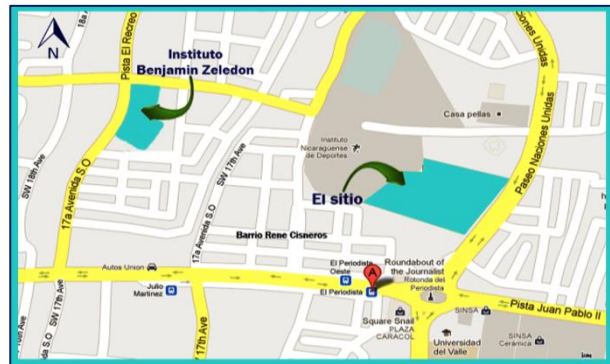 N
18a
Pista El Recreo
Instituto
Benjamin Zeledon
SW 17th Ave
SW 18th Ave
17a Avenida S.O
17a Avenida S.O
Instituto
Nicaragüense
de Deportes
Casa pellas
Naciones Unidas
Paseo Naciones Unidas
El sitio
Barrio Rene Cisneros
Autos Union
Julio
Martinez
17th Ave
El Periodista
Oeste
El Periodista
A
Roundabout of
the Journalist
Rotonda del
Periodista
Square Snail
PLAZA
CARACOL
Universidad
del Valle
Pista Juan Pablo II
SINSA
SINSA
Cerámica